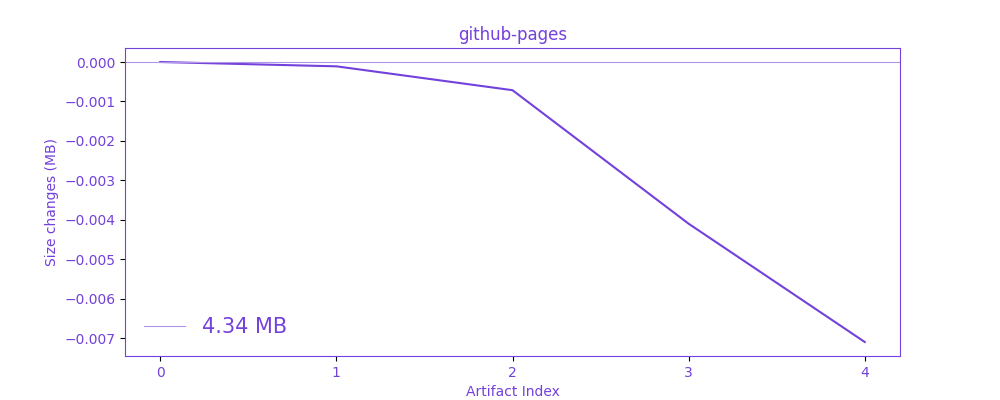 github-pages
0.000
−0.001
−0.002
−0.003
−0.004
−0.005
−0.006
−0.007
Size changes (MB)
4.34 MB
0 1 2 3 4
Artifact Index